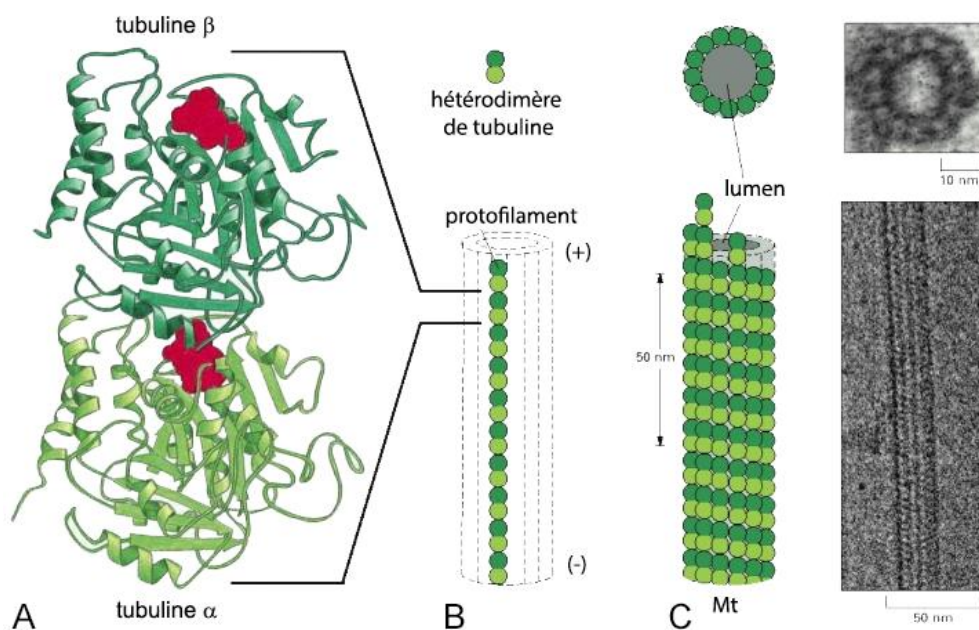 tubuline β
hétérodimère
de tubuline
lumen
10 nm
protofilament
(+)
50 nm
(-)
A
tubuline α
B
C
Mt
50 nm